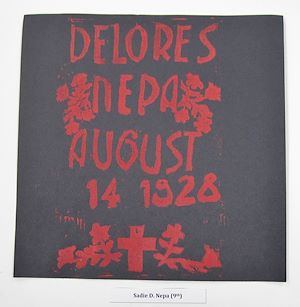 DELORES
NEPA
AUGUST
14 1928
Sadie D. Nepa (9th)